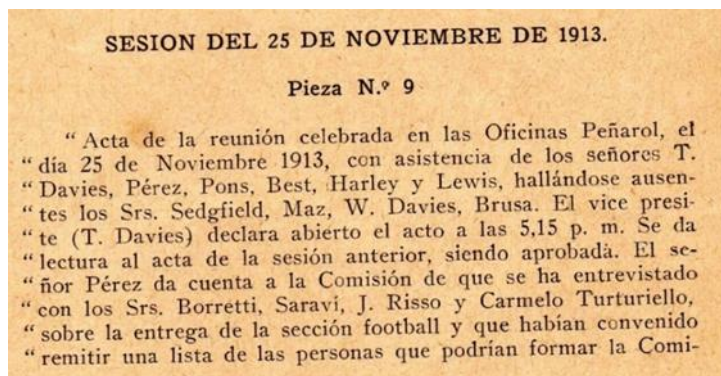 SESION DEL 25 DE NOVIEMBRE DE 1913.
Pieza N.º 9
“ Acta de la reunión celebrada en las Oficinas Peñarol, el
“ día 25 de Noviembre 1913, con asistencia de los señores T.
“ Davies, Pérez, Pons, Best, Harley y Lewis, hallándose ausen-
“ tes los Srs. Sedgfield, Maz, W. Davies, Brusa. El vice presi-
“ te (T. Davies) declara abierto el acto a las 5,15 p. m. Se da
“ lectura al acta de la sesión anterior, siendo aprobada. El se-
“ ñor Pérez da cuenta a la Comisión de que se ha entrevistado
“ con los Srs. Borretti, Saraví, J. Risso y Carmelo Turturiello,
“ sobre la entrega de la sección football y que habían convenido
“ remitir una lista de las personas que podrían formar la Comi-